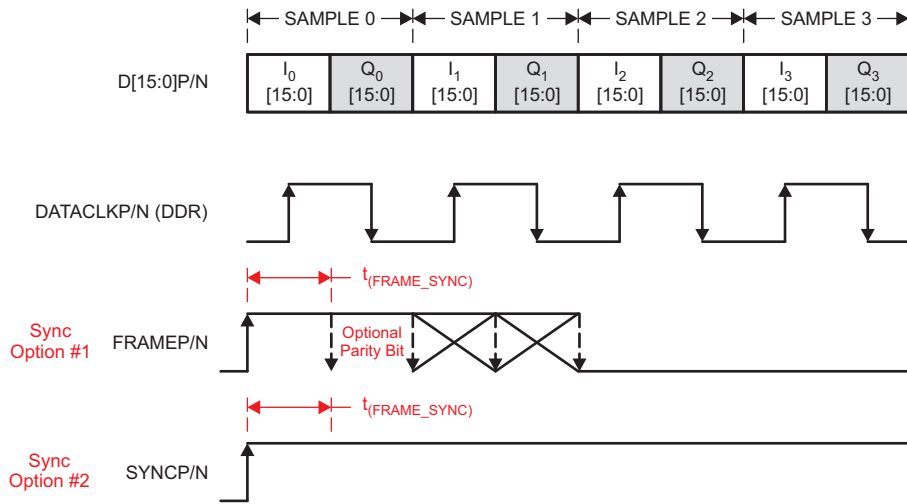 SAMPLE 0 SAMPLE 1 SAMPLE 2 SAMPLE 3
D[15:0]P/N
I0 Q0 I1 Q1 I2 Q2 I3 Q3
[15:0] [15:0] [15:0] [15:0] [15:0] [15:0] [15:0] [15:0]
DATACLKP/N (DDR)
t(FRAME_SYNC)
Sync
Option #1
FRAMEP/N
Optional
Parity Bit
t(FRAME_SYNC)
Sync
Option #2
SYNCP/N